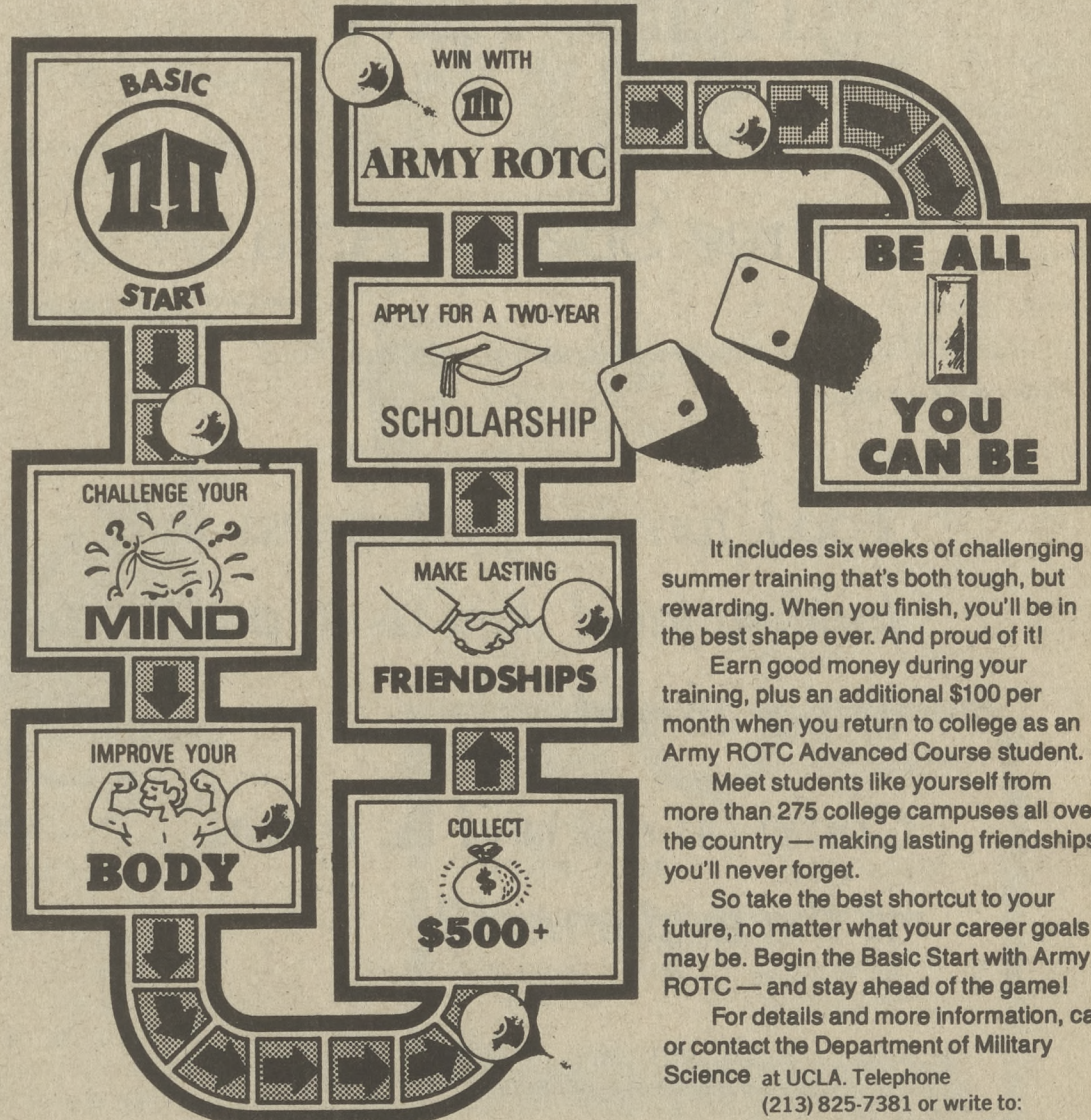 BASIC
START
CHALLENGE YOUR
MIND
IMPROVE YOUR
BODY
COLLECT
$
$500+
MAKE LASTING
FRIENDSHIPS
APPLY FOR A TWO-YEAR
SCHOLARSHIP
WIN WITH
ARMY ROTC
BE ALL
YOU
CAN BE
It includes six weeks of challenging
summer training that's both tough, but
rewarding. When you finish, you'll be in
the best shape ever. And proud of it!
Earn good money during your
training, plus an additional $100 per
month when you return to college as an
Army ROTC Advanced Course student.
Meet students like yourself from
more than 275 college campuses all ove
the country — making lasting friendships
you'll never forget.
So take the best shortcut to your
future, no matter what your career goals
may be. Begin the Basic Start with Army
ROTC — and stay ahead of the game!
For details and more information, ca
or contact the Department of Military
Science at UCLA. Telephone
(213) 825-7381 or write to: